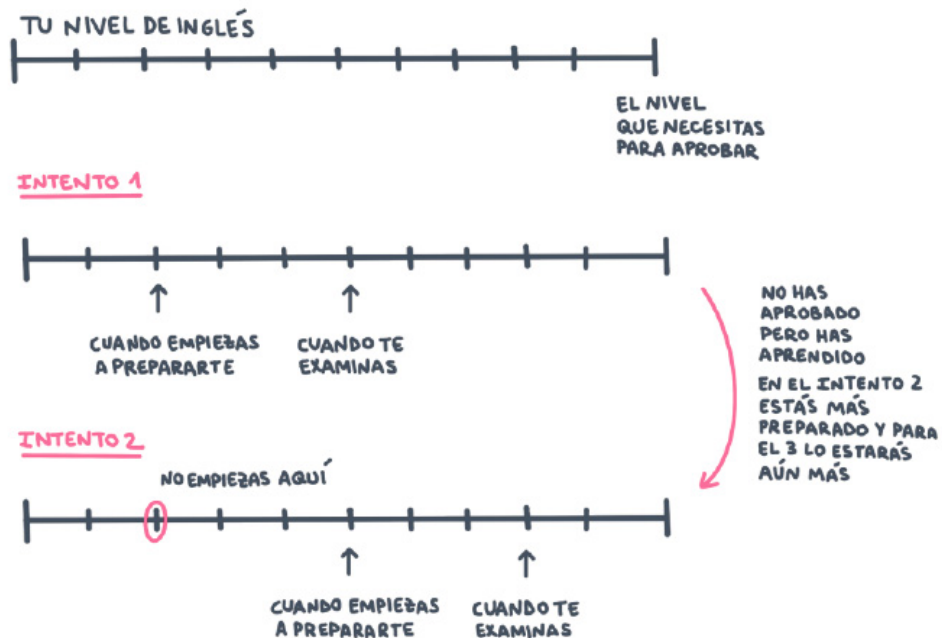 TU NIVEL DE INGLÉS
EL NIVEL
QUE NECESITAS
PARA APROBAR
INTENTO 1
CUANDO EMPIEZAS
A PREPARARTE
CUANDO TE
EXAMINAS
NO HAS
APROBADO
PERO HAS
APRENDIDO
EN EL INTENTO 2
ESTÁS MÁS
PREPARADO Y PARA
EL 3 LO ESTARÁS
AÚN MÁS
INTENTO 2
NO EMPIEZAS AQUÍ
CUANDO EMPIEZAS
A PREPARARTE
CUANDO TE
EXAMINAS